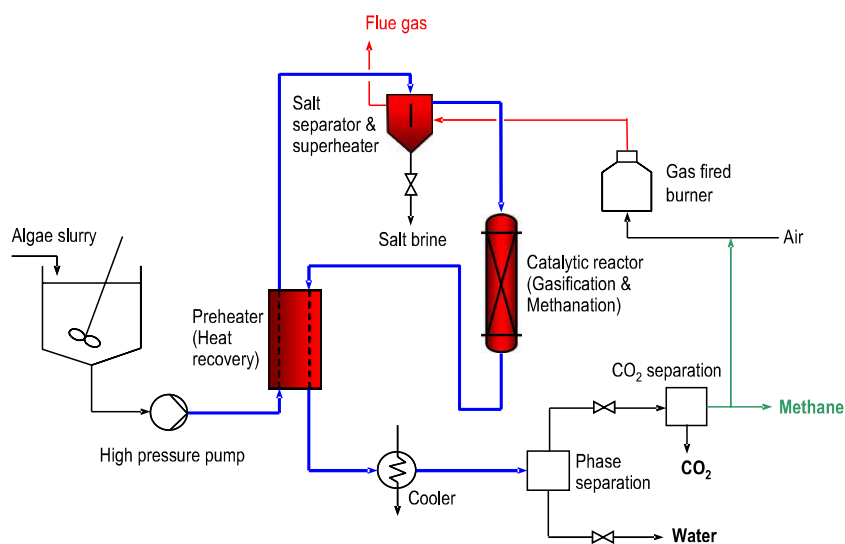 Flue gas
Salt
separator &
superheater
Gas fired
burner
Salt brine
Air
Algae slurry
Catalytic reactor
(Gasification &
Methanation)
Preheater
(Heat
recovery)
CO₂ separation
Methane
High pressure pump
Cooler
Phase
separation
CO₂
Water